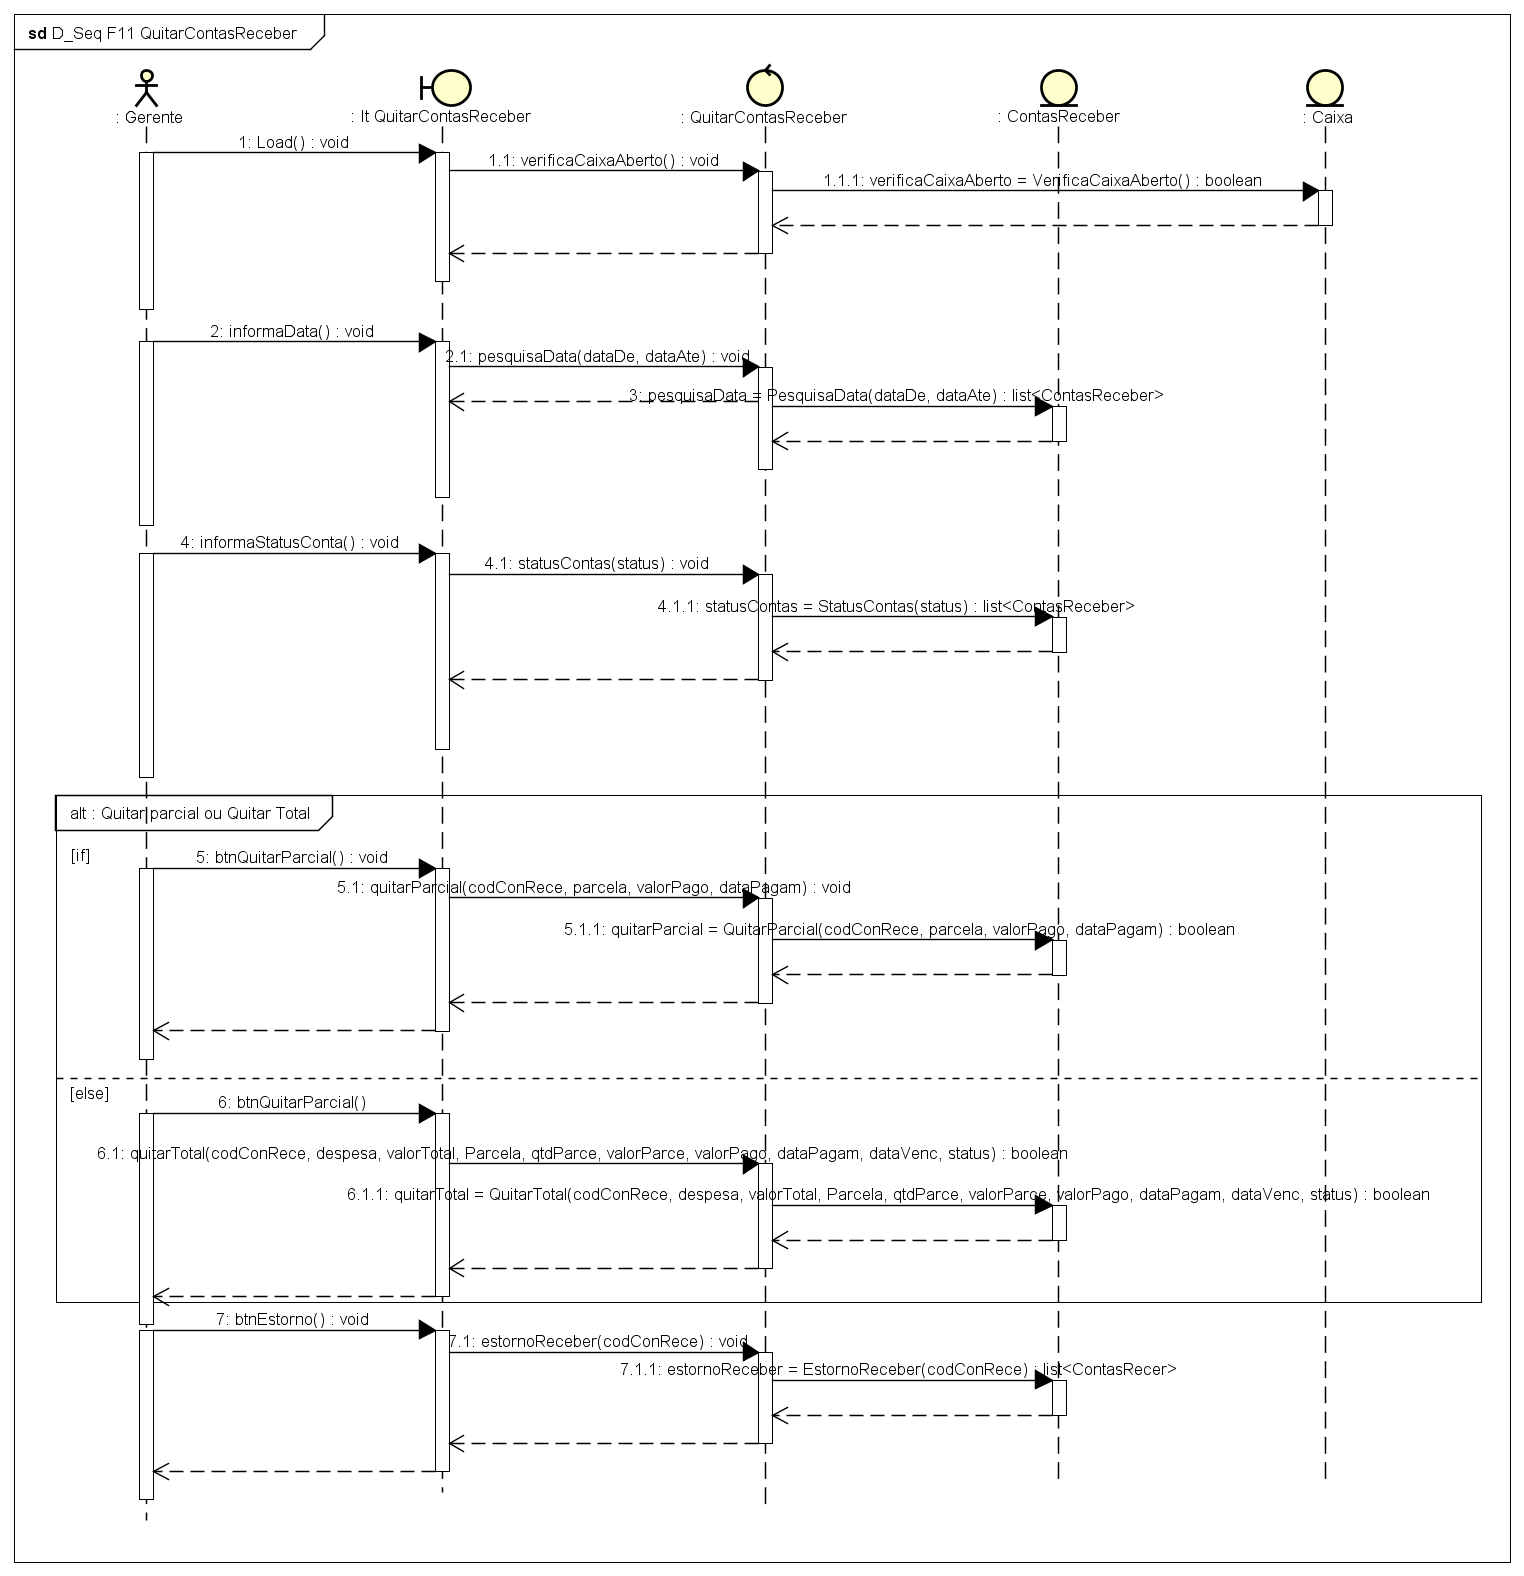 sd D_Seq F11 QuitarContasReceber
: Gerente
: It QuitarContasReceber
: QuitarContasReceber
: ContasReceber
: Caixa
1: Load() : void
1.1: verificaCaixaAberto() : void
1.1.1: verificaCaixaAberto = VerificaCaixaAberto() : boolean
2: informaData() : void
2.1: pesquisaData(dataDe, dataAte) : void
3: pesquisaData = PesquisaData(dataDe, dataAte) : list<ContasReceber>
4: informaStatusConta() : void
4.1: statusContas(status) : void
4.1.1: statusContas = StatusContas(status) : list<ContasReceber>
alt : Quitar parcial ou Quitar Total
[if]
5: btnQuitarParcial() : void
5.1: quitarParcial(codConRece, parcela, valorPago, dataPagam) : void
5.1.1: quitarParcial = QuitarParcial(codConRece, parcela, valorPago, dataPagam) : boolean
[else]
6: btnQuitarParcial()
6.1: quitarTotal(codConRece, despesa, valorTotal, Parcela, qtdParce, valorParce, valorPago, dataPagam, dataVenc, status) : boolean
6.1.1: quitarTotal = QuitarTotal(codConRece, despesa, valorTotal, Parcela, qtdParce, valorParce, valorPago, dataPagam, dataVenc, status) : boolean
7: btnEstorno() : void
7.1: estornoReceber(codConRece) : void
7.1.1: estornoReceber = EstornoReceber(codConRece) : list<ContasRecer>